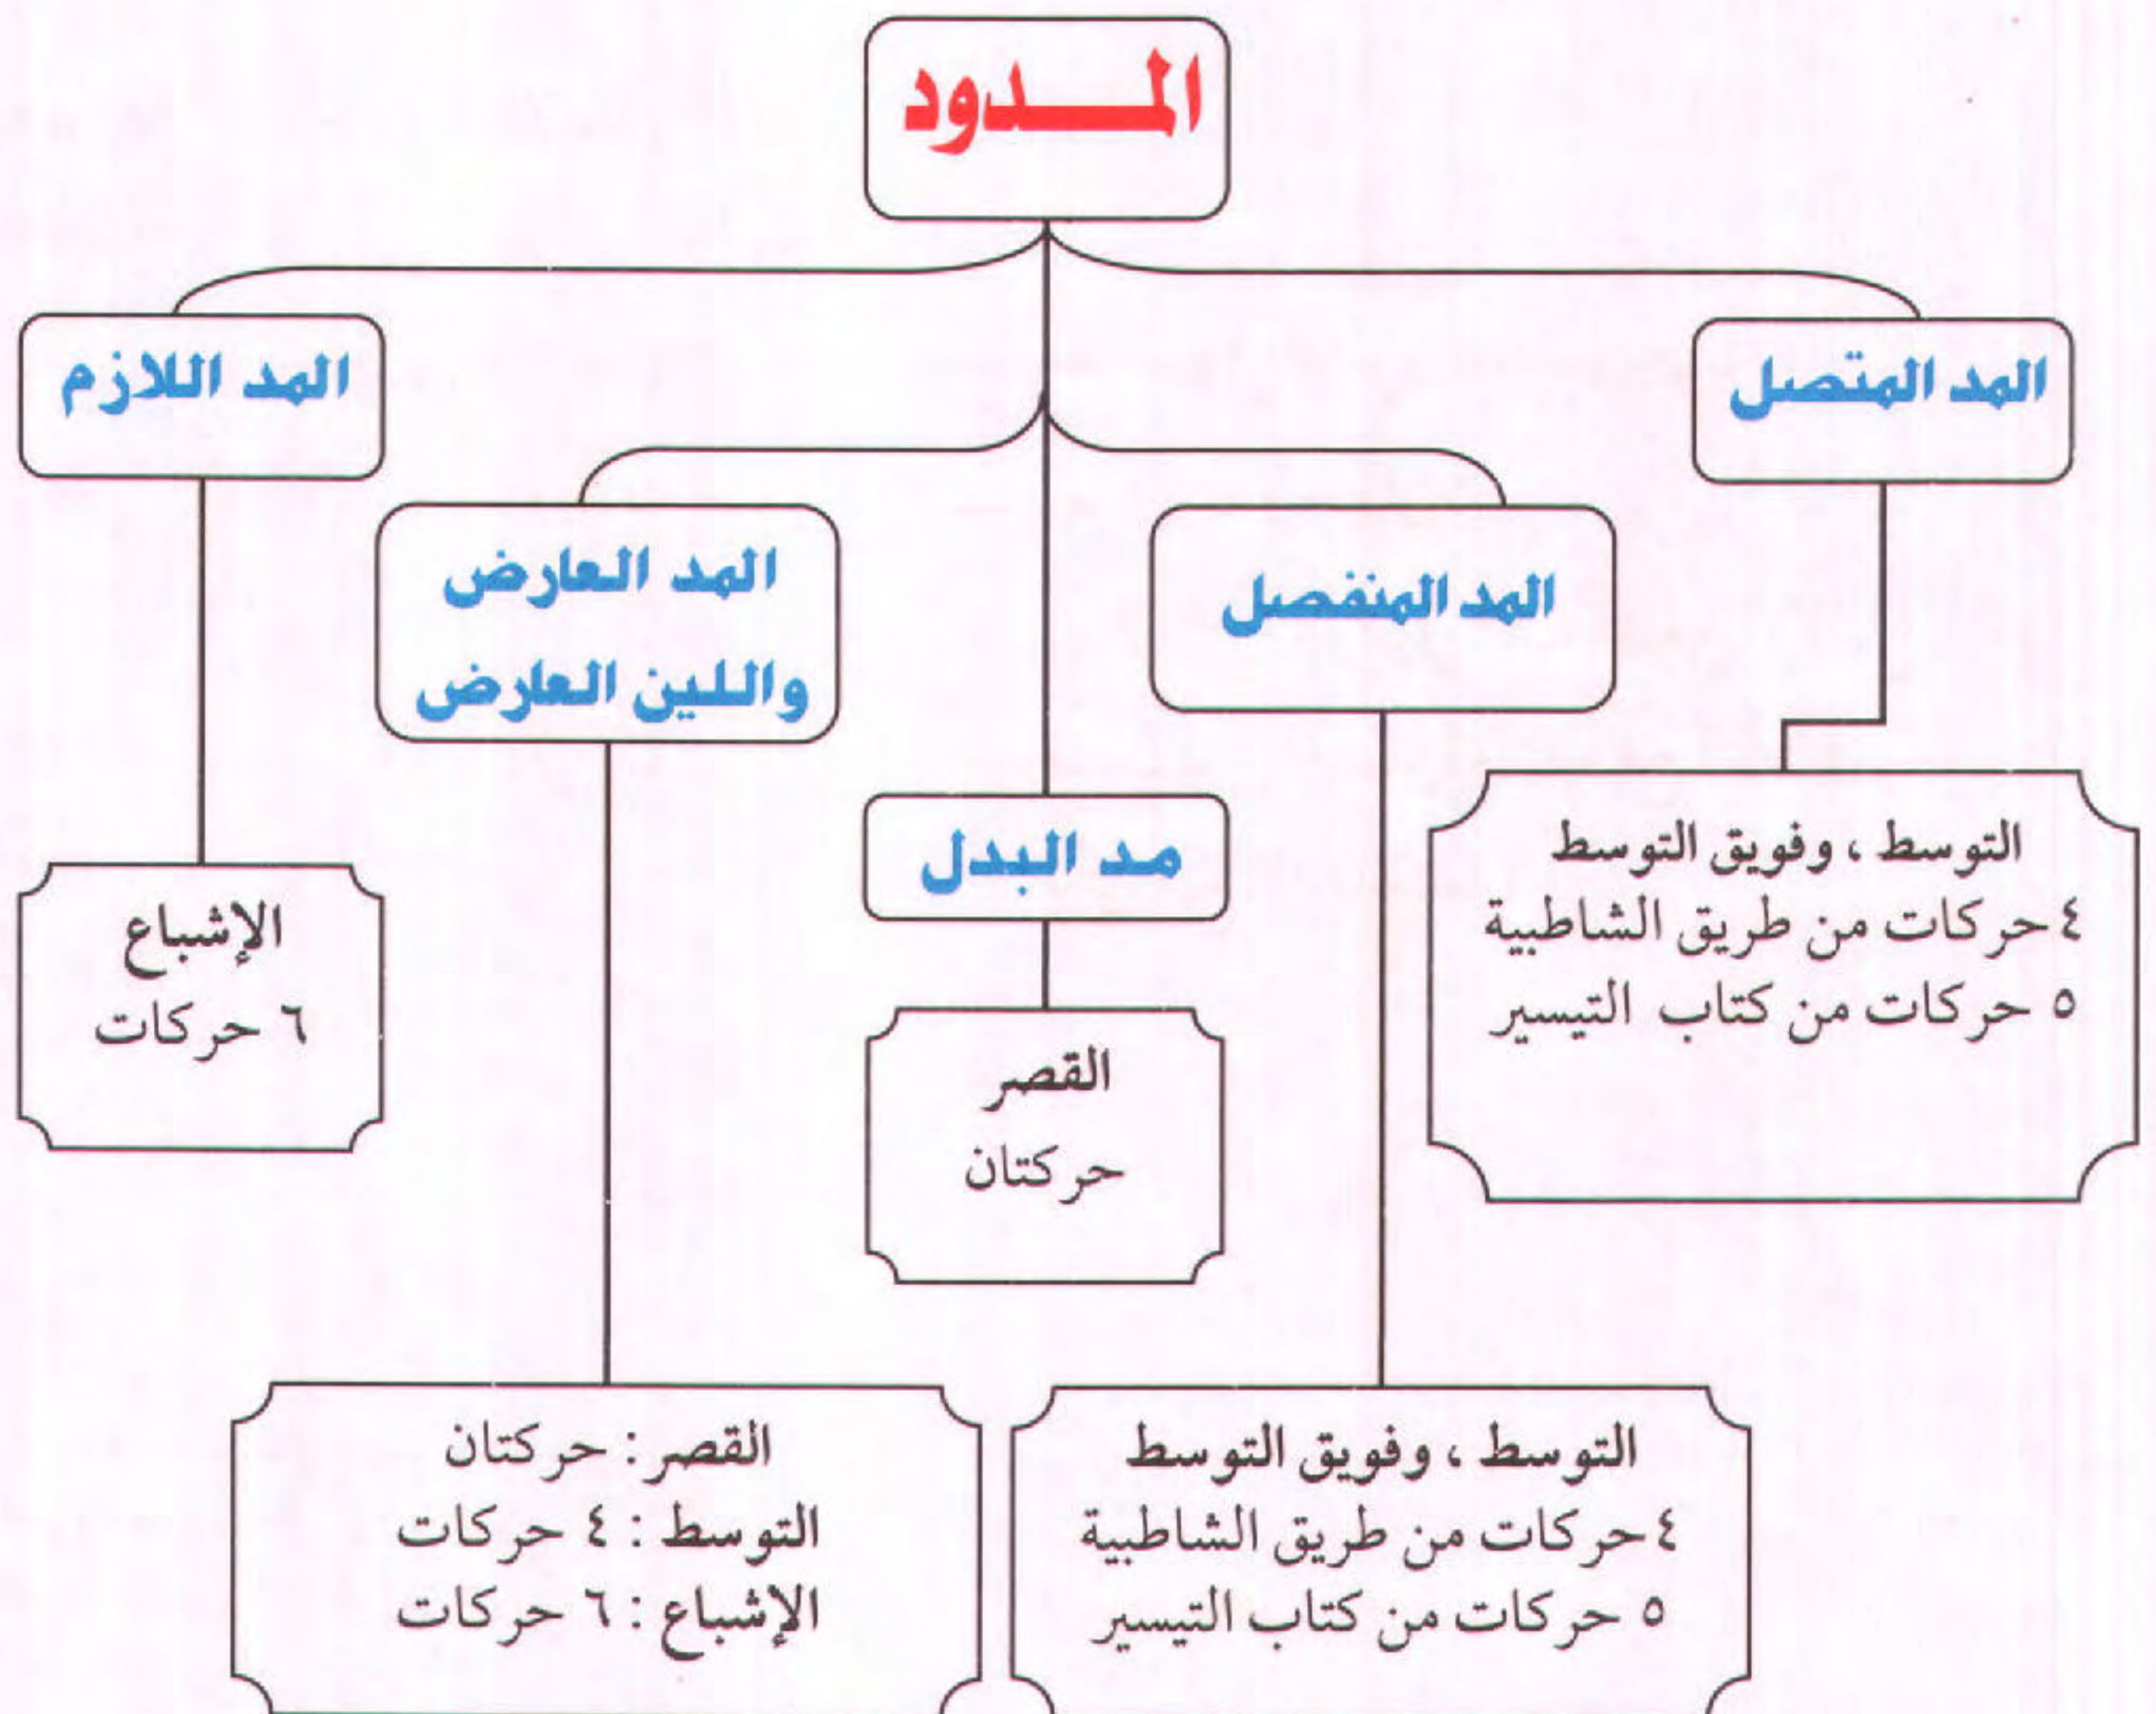 المدود
المد المتصل
المد اللازم
المد المنفصل
المد العارض
واللين العارض
مد البدل
التوسط ، وفويق التوسط
٤ حركات من طريق الشاطبية
٥ حركات من كتاب التيسير
الإشباع
٦ حركات
القصر
حركتان
التوسط ، وفويق التوسط
٤ حركات من طريق الشاطبية
٥ حركات من كتاب التيسير
القصر : حركتان
التوسط : ٤ حركات
الإشباع : ٦ حركات